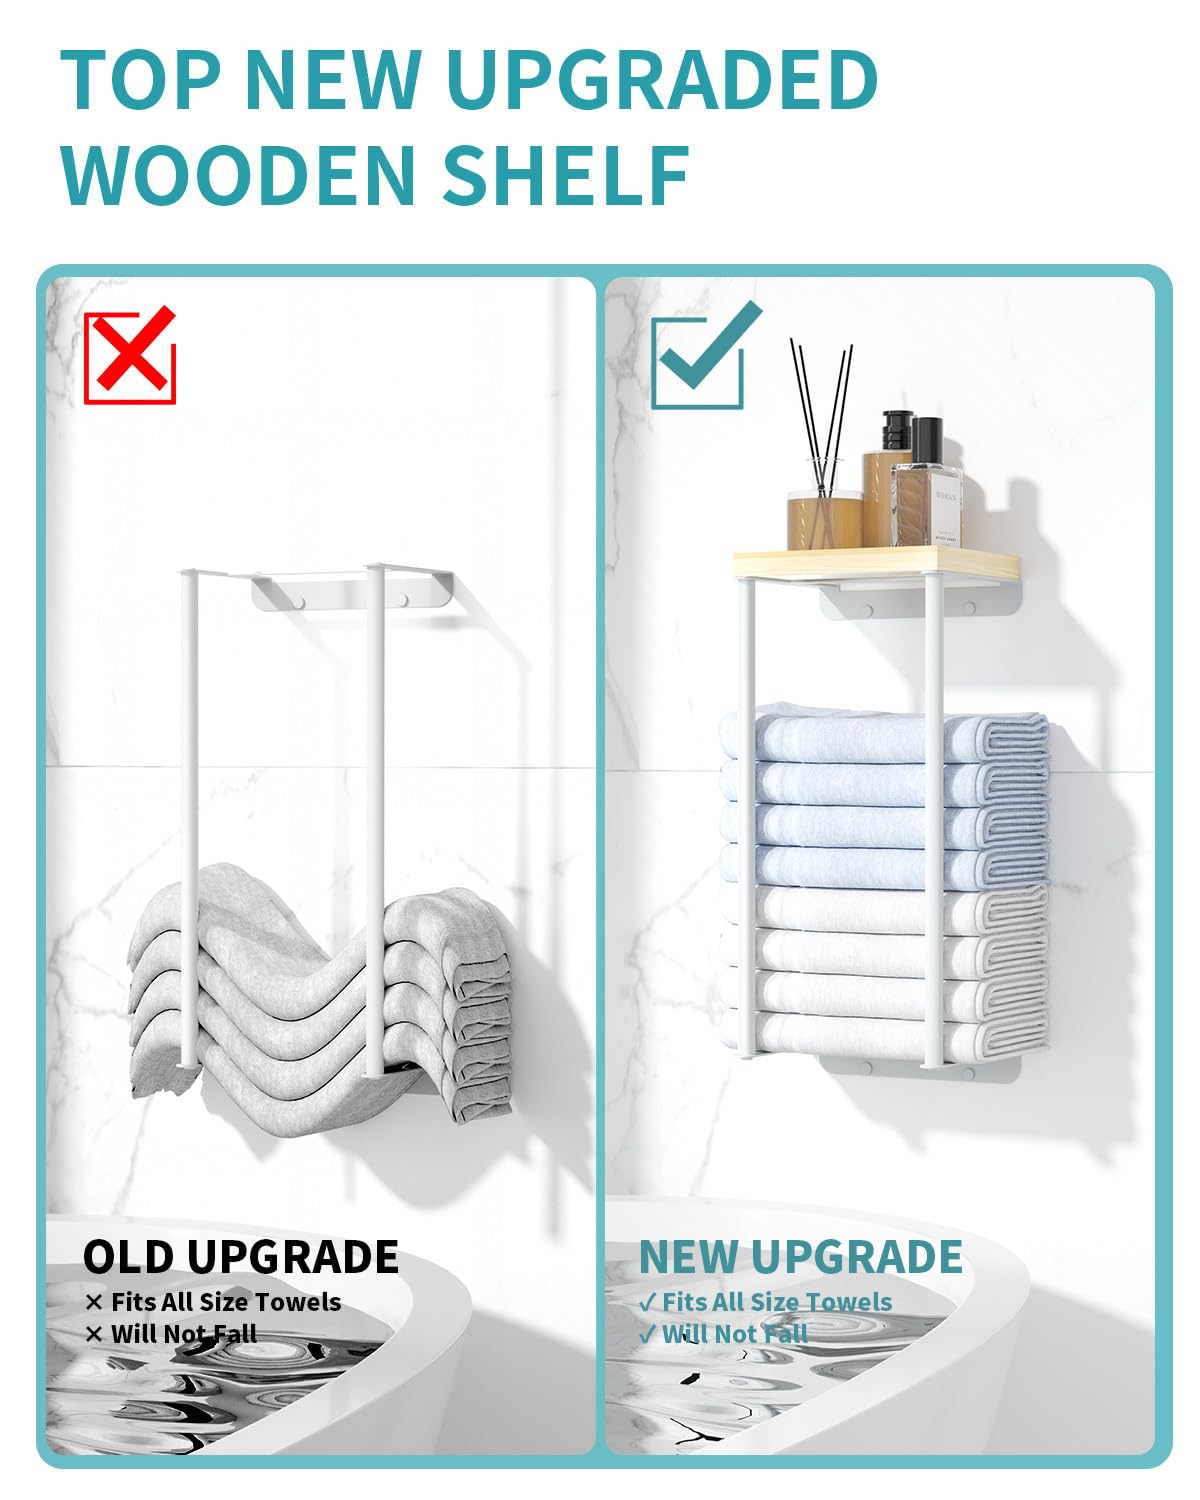 TOP NEW UPGRADED
WOODEN SHELF
WOMAN
OLD UPGRADE
× Fits All Size Towels
× Will Not Fall
NEW UPGRADE
✓ Fits All Size Towels
✓ Will Not Fall